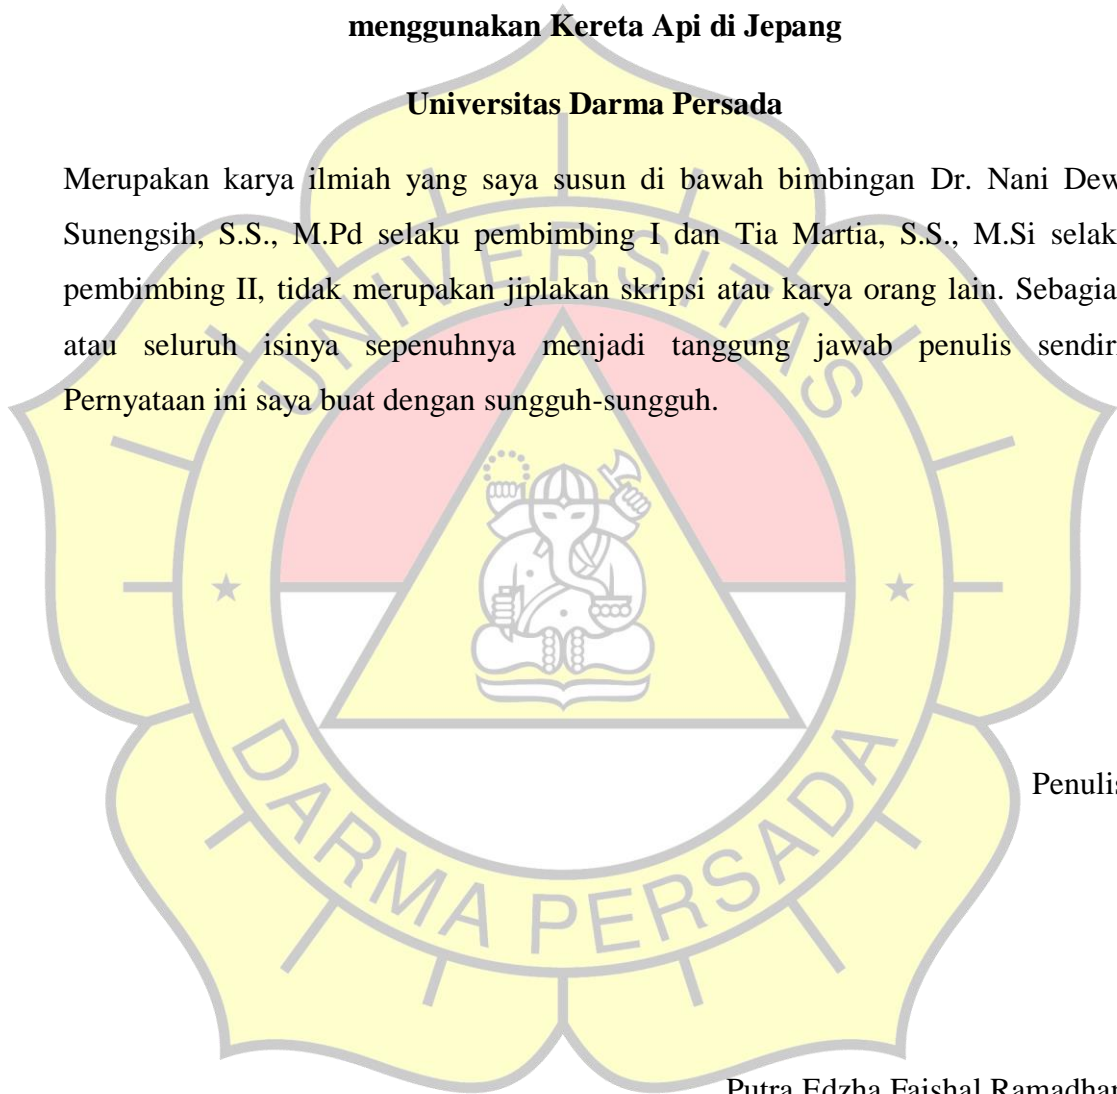 menggunakan Kereta Api di Jepang
Universitas Darma Persada
Merupakan karya ilmiah yang saya susun di bawah bimbingan Dr. Nani Dew
Sunengsih, S.S., M.Pd selaku pembimbing I dan Tia Martia, S.S., M.Si selak
pembimbing II, tidak merupakan jiplakan skripsi atau karya orang lain. Sebagia
atau seluruh isinya sepenuhnya menjadi tanggung jawab penulis sendir
Pernyataan ini saya buat dengan sungguh-sungguh.
UNIVERSITAS
DARMA PERSADA
Penulis
Putra Edzha Faishal Ramadhan